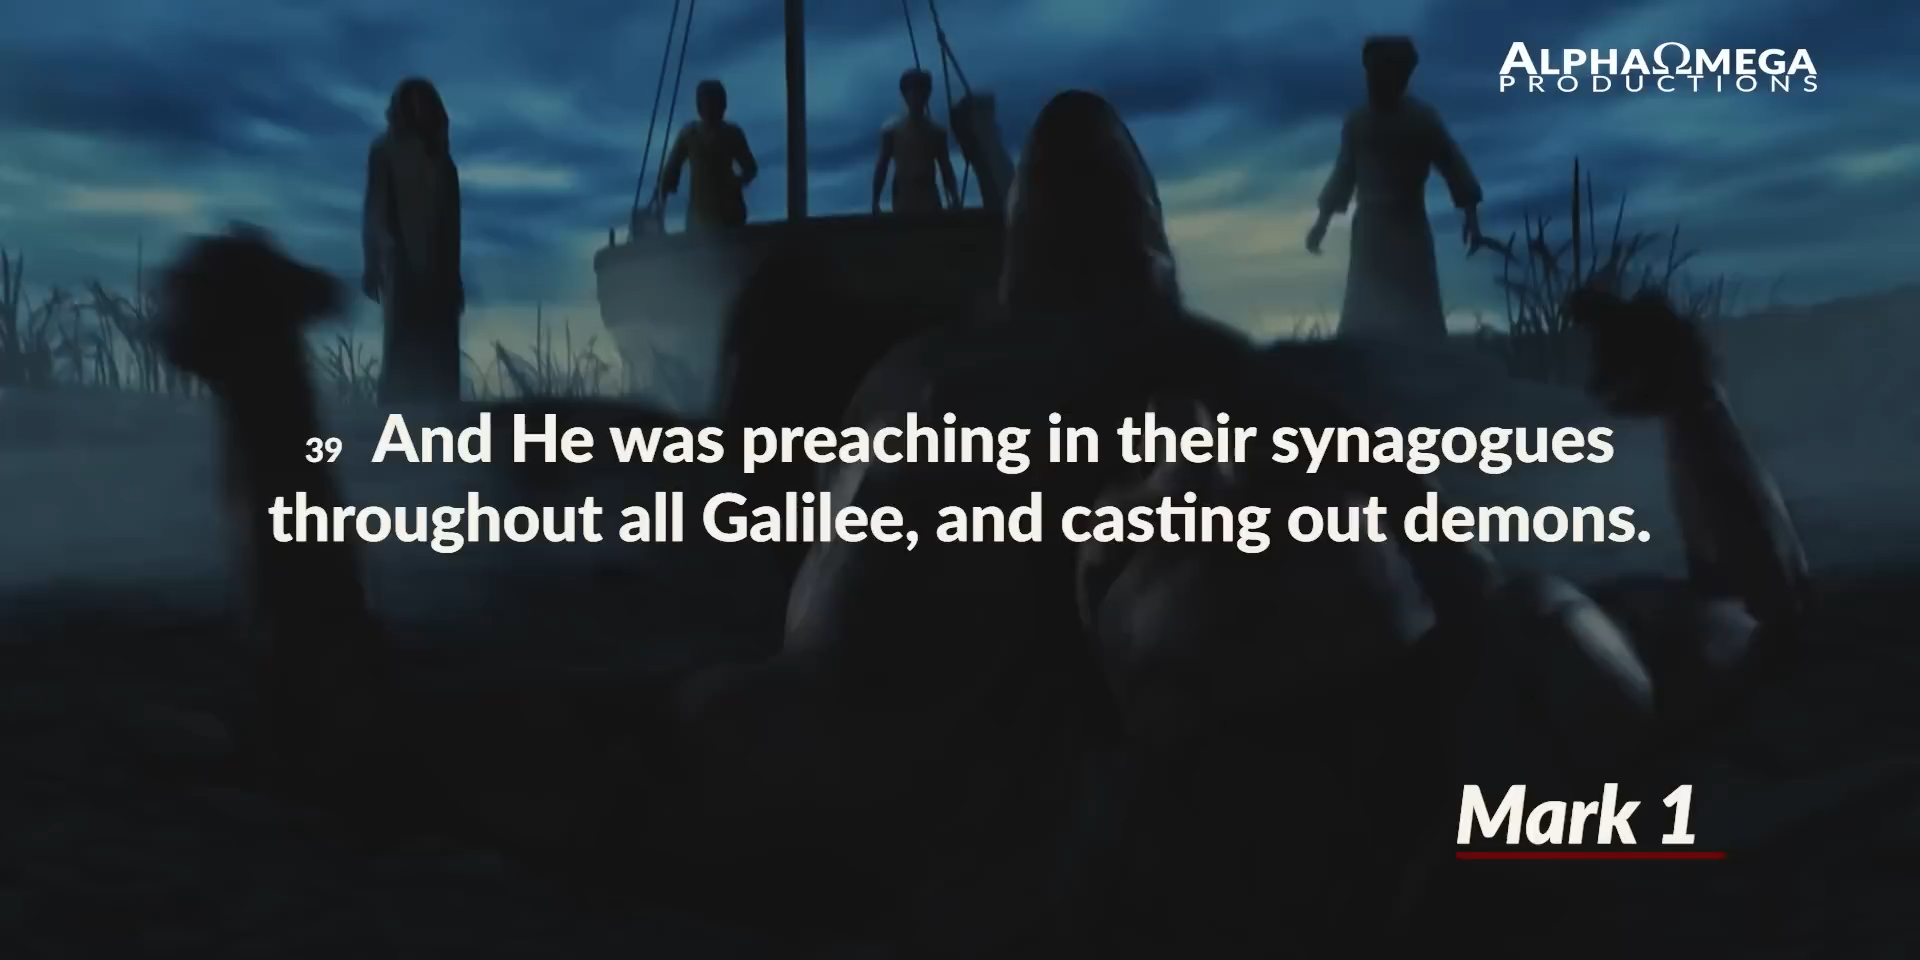 ALPHAΩMEGA
PRODUCTIONS
39 And He was preaching in their synagogues
throughout all Galilee, and casting out demons.
Mark 1